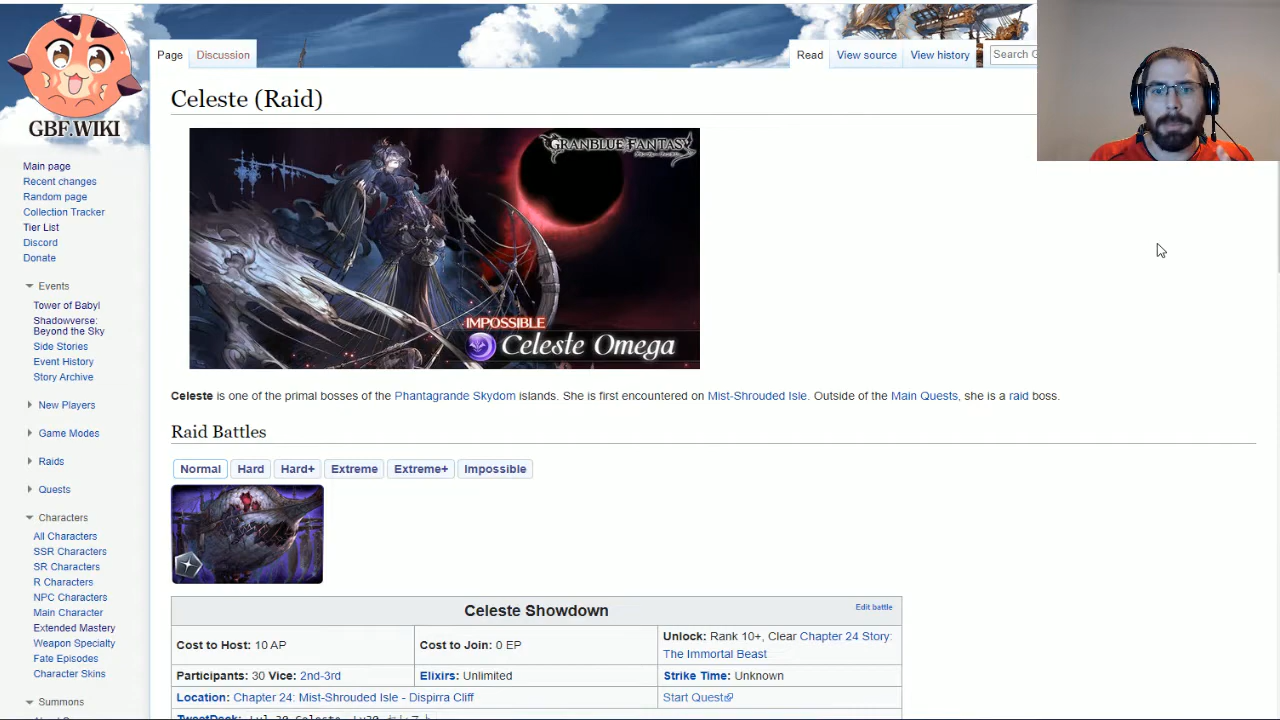 Page
Discussion
Read
View source
View history
Search G
GBF.WIKI
Main page
Recent changes
Random page
Collection Tracker
Tier List
Discord
Donate
Events
Tower of Babyl
Shadowverse:
Beyond the Sky
Side Stories
Event History
Story Archive
New Players
Game Modes
Raids
Quests
Characters
All Characters
SSR Characters
SR Characters
R Characters
NPC Characters
Main Character
Extended Mastery
Weapon Specialty
Fate Episodes
Character Skins
Summons
Celeste (Raid)
GRANBLUE FANTASY
IMPOSSIBLE
Celeste Omega
Celeste is one of the primal bosses of the Phantagrande Skydom islands. She is first encountered on Mist-Shrouded Isle. Outside of the Main Quests, she is a raid boss.
Raid Battles
Normal Hard Hard+ Extreme Extreme+ Impossible
Celeste Showdown
Edit battle
Cost to Host: 10 AP
Cost to Join: 0 EP
Unlock: Rank 10+, Clear Chapter 24 Story:
The Immortal Beast
Participants: 30 Vice: 2nd-3rd
Elixirs: Unlimited
Strike Time: Unknown
Location: Chapter 24: Mist-Shrouded Isle - Dispirra Cliff
Start Quest